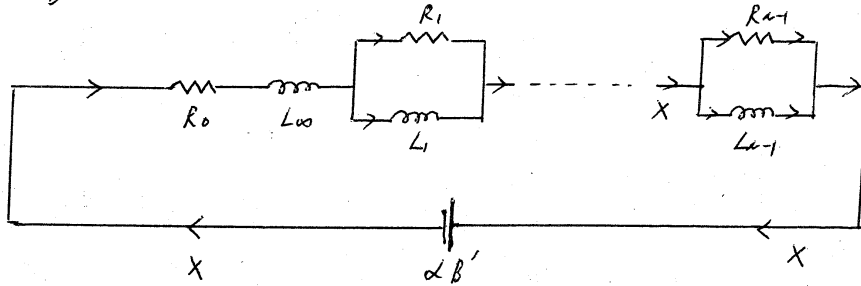 R1 Rn-1
R0 L∞ X
L1 Ln-1
X αB' X